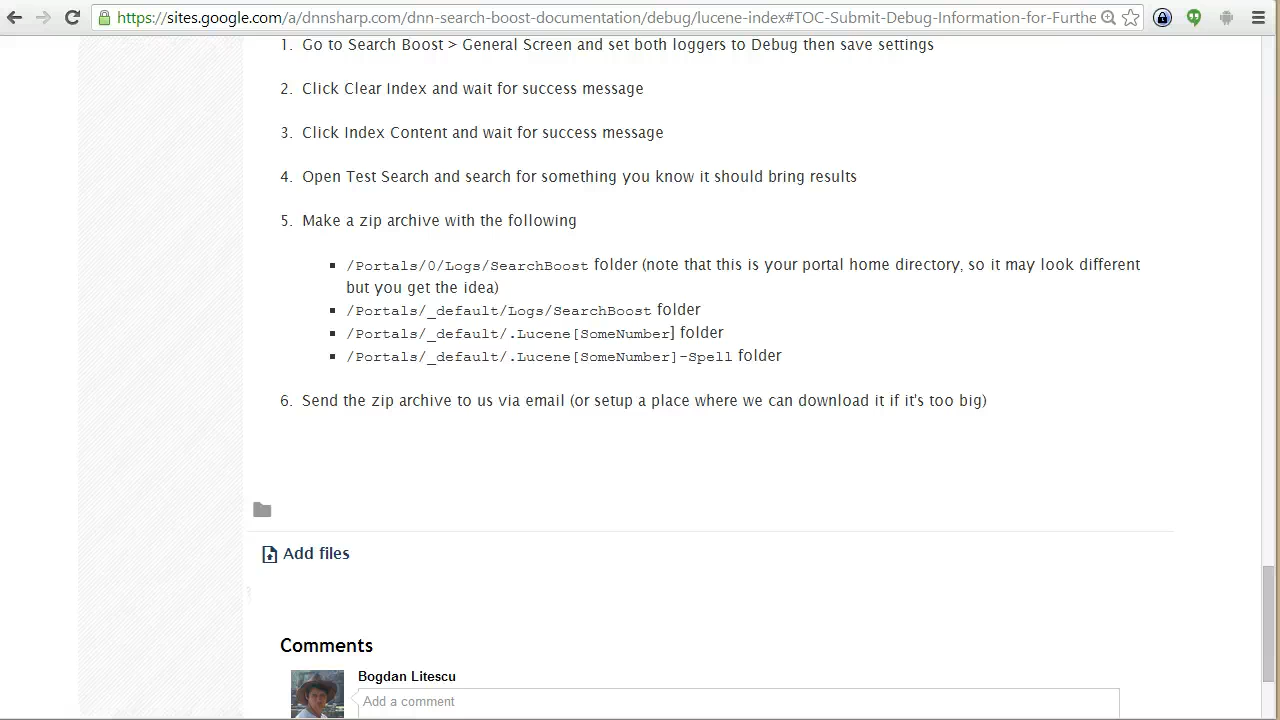 https://sites.google.com/a/dnnsharp.com/dnn-search-boost-documentation/debug/lucene-index#TOC-Submit-Debug-Information-for-Furthe
1. Go to Search Boost > General Screen and set both loggers to Debug then save settings
2. Click Clear Index and wait for success message
3. Click Index Content and wait for success message
4. Open Test Search and search for something you know it should bring results
5. Make a zip archive with the following
/Portals/0/Logs/SearchBoost folder (note that this is your portal home directory, so it may look different
but you get the idea)
/Portals/_default/Logs/SearchBoost folder
/Portals/_default/.Lucene[SomeNumber] folder
/Portals/_default/.Lucene[SomeNumber]-Spell folder
6. Send the zip archive to us via email (or setup a place where we can download it if it's too big)
Add files
Comments
Bogdan Litescu
Add a comment